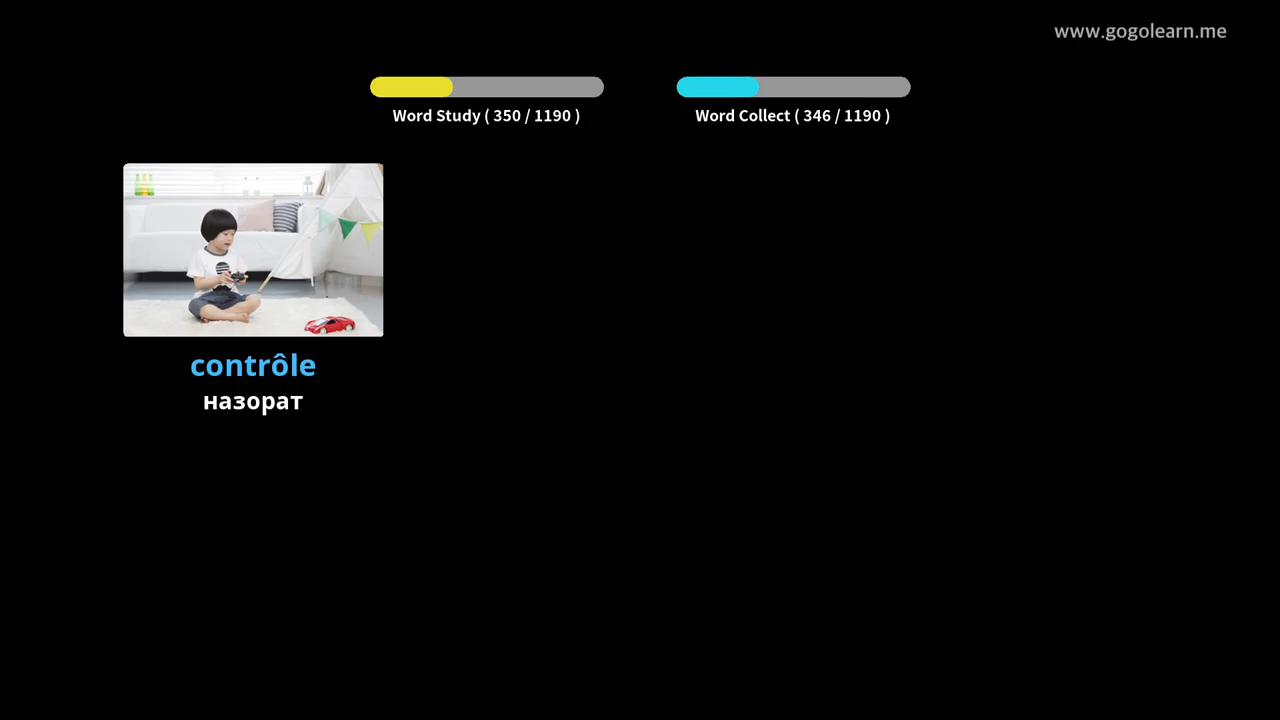 www.gogolearn.me
Word Study ( 350 / 1190 )
Word Collect ( 346 / 1190 )
contrôle
назорат